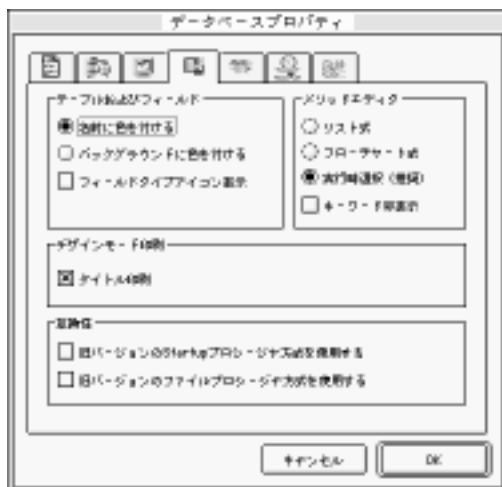 データベースプロパティ
テーブルおよびフィールド
名前に色を付ける
バックグラウンドに色を付ける
フィールドタイプアイコン表示
メソッドエディタ
リスト式
フローチャート式
実行時選択（推奨）
キーワード部表示
デザインモード印刷
タイトル印刷
互換性
旧バージョンのStartupプロシージャ方式を使用する
旧バージョンのファイルプロシージャ方式を使用する
キャンセル
OK